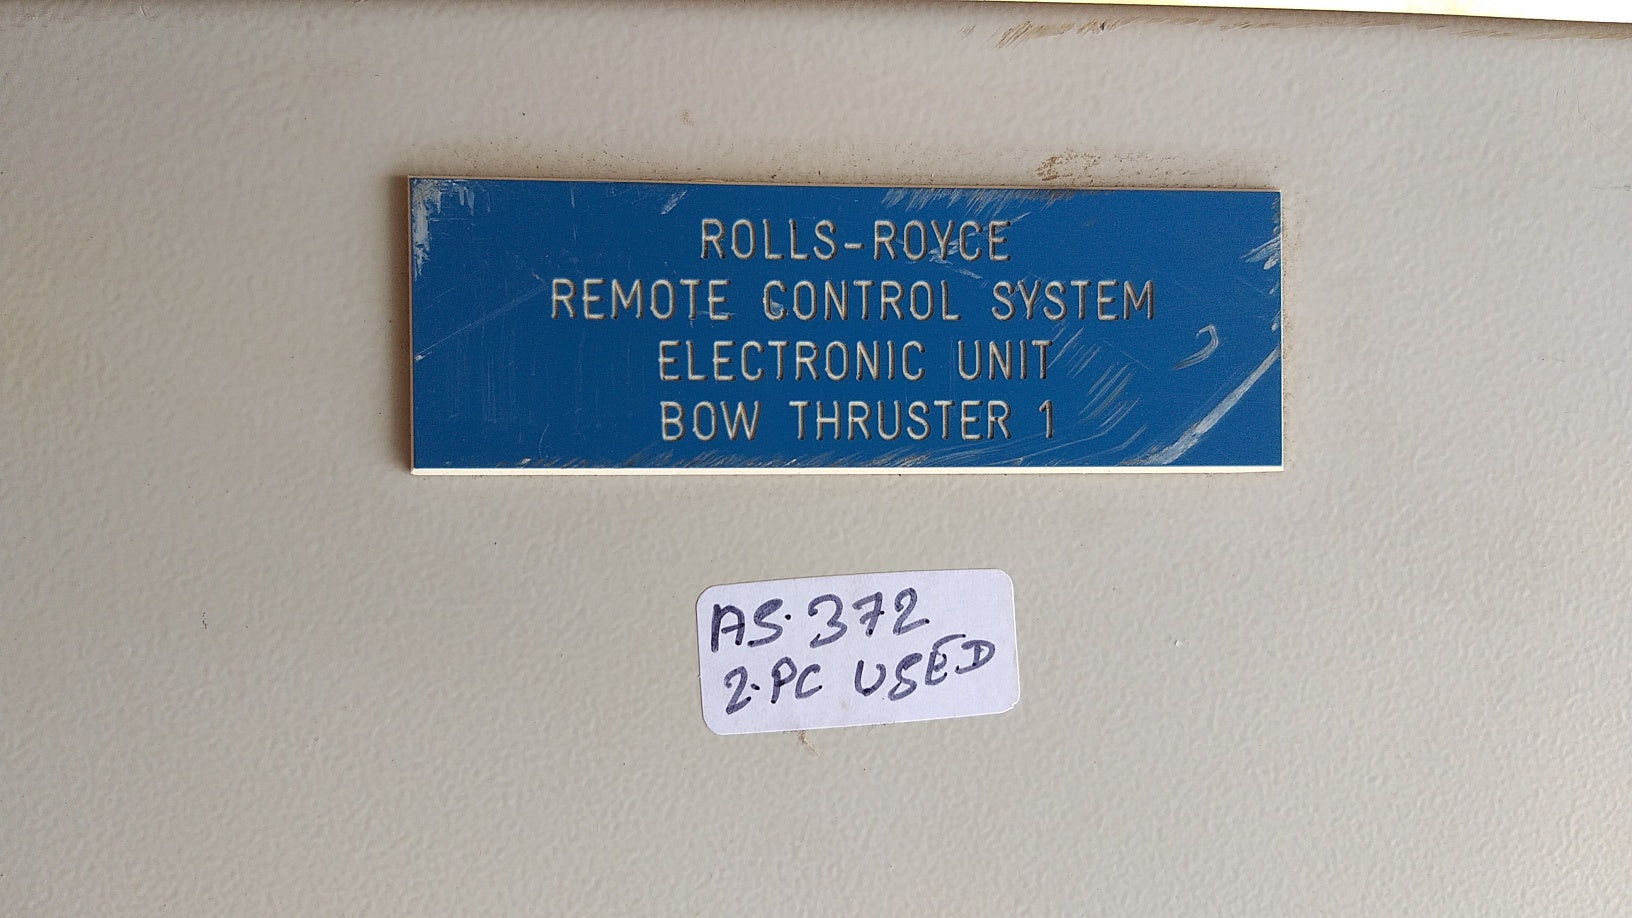 ROLLS-ROYCE
REMOTE CONTROL SYSTEM
ELECTRONIC UNIT
BOW THRUSTER 1
AS.372
2.PC USED